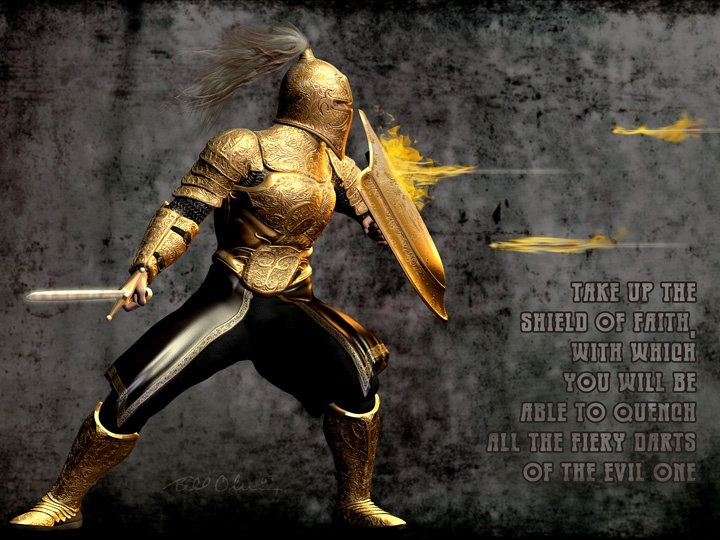 TAKE UP THE
SHIELD OF FAITH,
WITH WHICH
YOU WILL BE
ABLE TO QUENCH
ALL THE FIERY DARTS
OF THE EVIL ONE